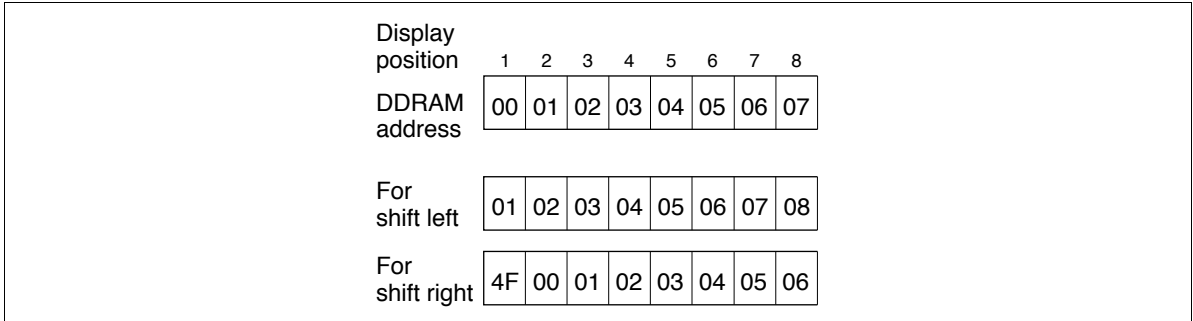 Display
position 1 2 3 4 5 6 7 8
DDRAM
address 00 01 02 03 04 05 06 07
For
shift left 01 02 03 04 05 06 07 08
For
shift right 4F 00 01 02 03 04 05 06